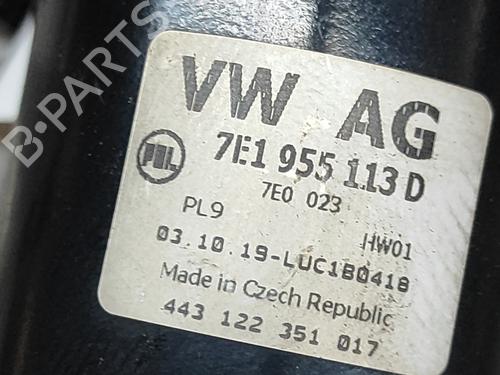 B-PARTS
VW AG
7E1 955 113 D
7E0 023
PL9
HW01
03.10.19-LUC1B0418
Made in Czech Republic
443 122 351 017